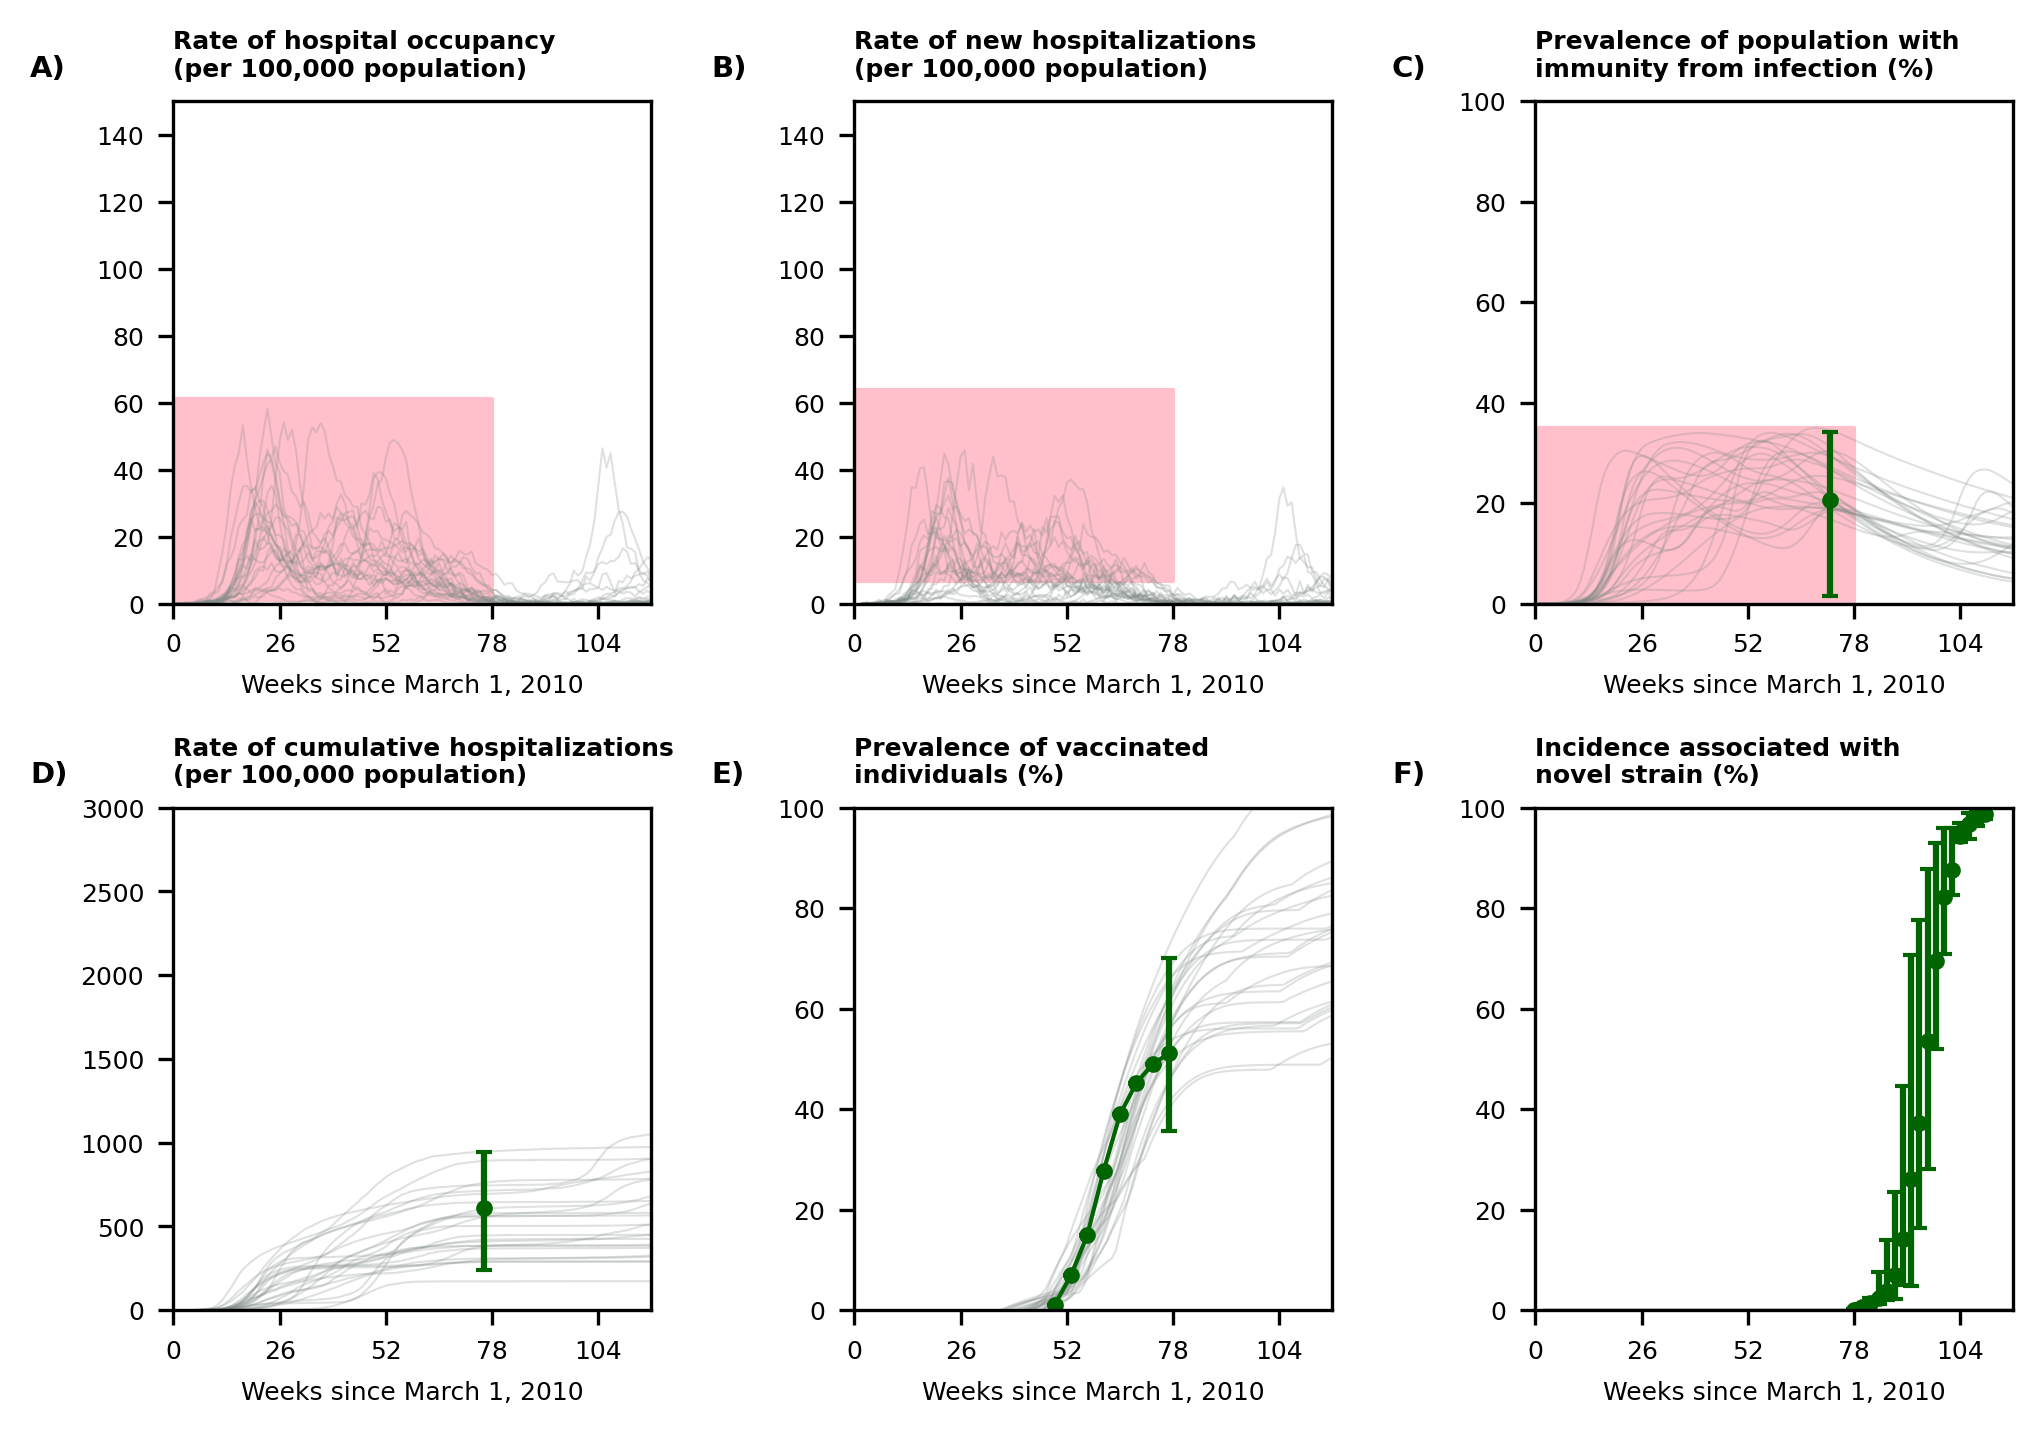 A)
Rate of hospital occupancy
(per 100,000 population)
140
120
100
80
60
40
20
0
0 26 52 78 104
Weeks since March 1, 2010
B)
Rate of new hospitalizations
(per 100,000 population)
140
120
100
80
60
40
20
0
0 26 52 78 104
Weeks since March 1, 2010
C)
Prevalence of population with
immunity from infection (%)
100
80
60
40
20
0
0 26 52 78 104
Weeks since March 1, 2010
D)
Rate of cumulative hospitalizations
(per 100,000 population)
3000
2500
2000
1500
1000
500
0
0 26 52 78 104
Weeks since March 1, 2010
E)
Prevalence of vaccinated
individuals (%)
100
80
60
40
20
0
0 26 52 78 104
Weeks since March 1, 2010
F)
Incidence associated with
novel strain (%)
100
80
60
40
20
0
0 26 52 78 104
Weeks since March 1, 2010